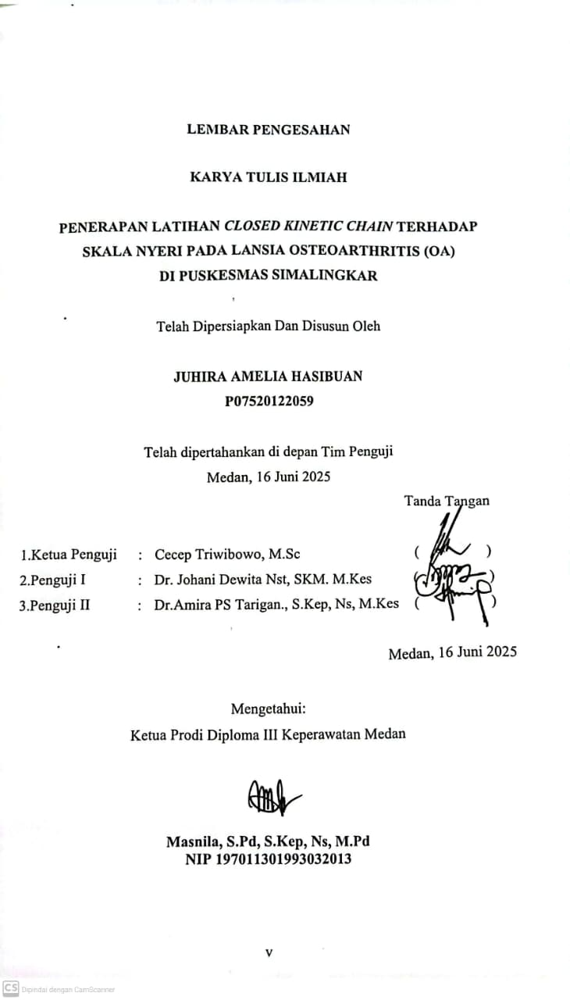 LEMBAR PENGESAHAN
KARYA TULIS ILMIAH
PENERAPAN LATIHAN CLOSED KINETIC CHAIN TERHADAP
SKALA NYERI PADA LANSIA OSTEOARTHRITIS (OA)
DI PUSKESMAS SIMALINGKAR
Telah Dipersiapkan Dan Disusun Oleh
JUHIRA AMELIA HASIBUAN
P07520122059
Telah dipertahankan di depan Tim Penguji
Medan, 16 Juni 2025
Tanda Tangan
1.Ketua Penguji : Cecep Triwibowo, M.Sc ( )
2.Penguji I : Dr. Johani Dewita Nst, SKM. M.Kes ( )
3.Penguji II : Dr.Amira PS Tarigan., S.Kep, Ns, M.Kes ( )
Medan, 16 Juni 2025
Mengetahui:
Ketua Prodi Diploma III Keperawatan Medan
Masnila, S.Pd, S.Kep, Ns, M.Pd
NIP 197011301993032013
v
CS Dipindai dengan CamScanner